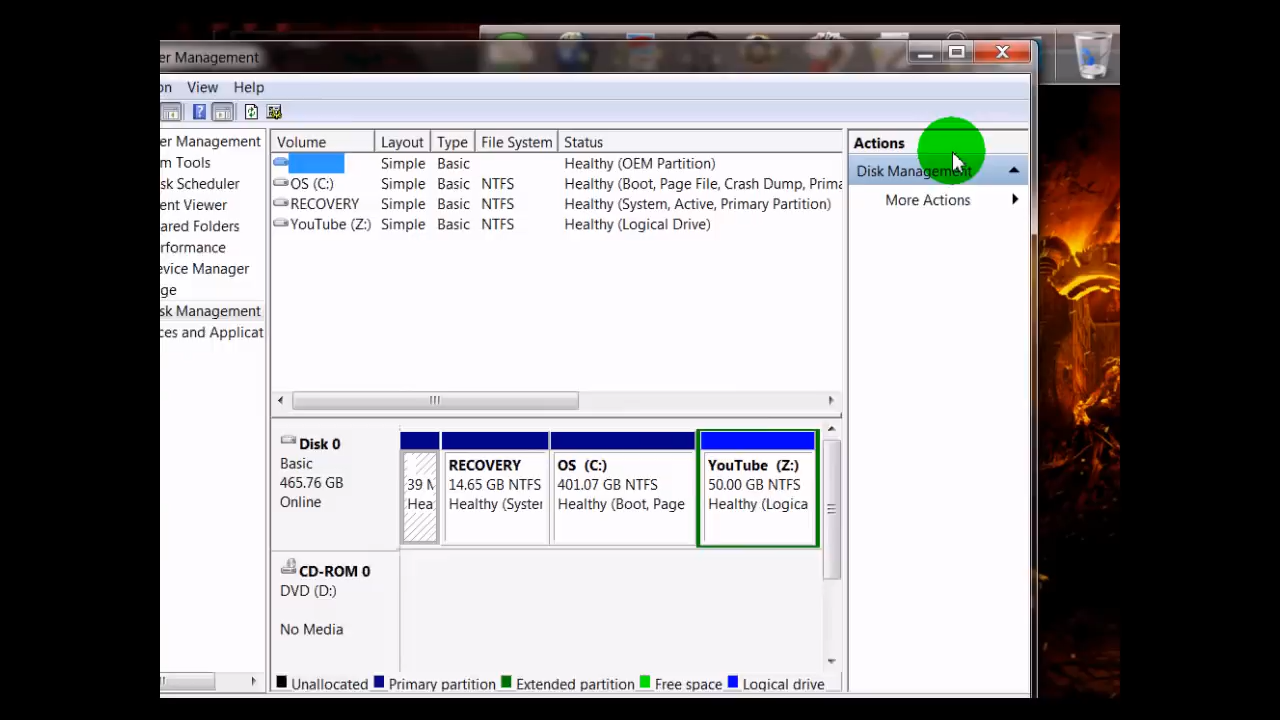 er Management
on View Help
er Management
m Tools
sk Scheduler
ent Viewer
ared Folders
erformance
evice Manager
ge
sk Management
ces and Applicat
Volume Layout Type File System Status
Simple Basic Healthy (OEM Partition)
OS (C:) Simple Basic NTFS Healthy (Boot, Page File, Crash Dump, Prima
RECOVERY Simple Basic NTFS Healthy (System, Active, Primary Partition)
YouTube (Z:) Simple Basic NTFS Healthy (Logical Drive)
Actions
Disk Management
More Actions
Disk 0
Basic
465.76 GB
Online
39 M
Hea
RECOVERY
14.65 GB NTFS
Healthy (Syster
OS (C:)
401.07 GB NTFS
Healthy (Boot, Page
YouTube (Z:)
50.00 GB NTFS
Healthy (Logica
CD-ROM 0
DVD (D:)
No Media
Unallocated Primary partition Extended partition Free space Logical drive